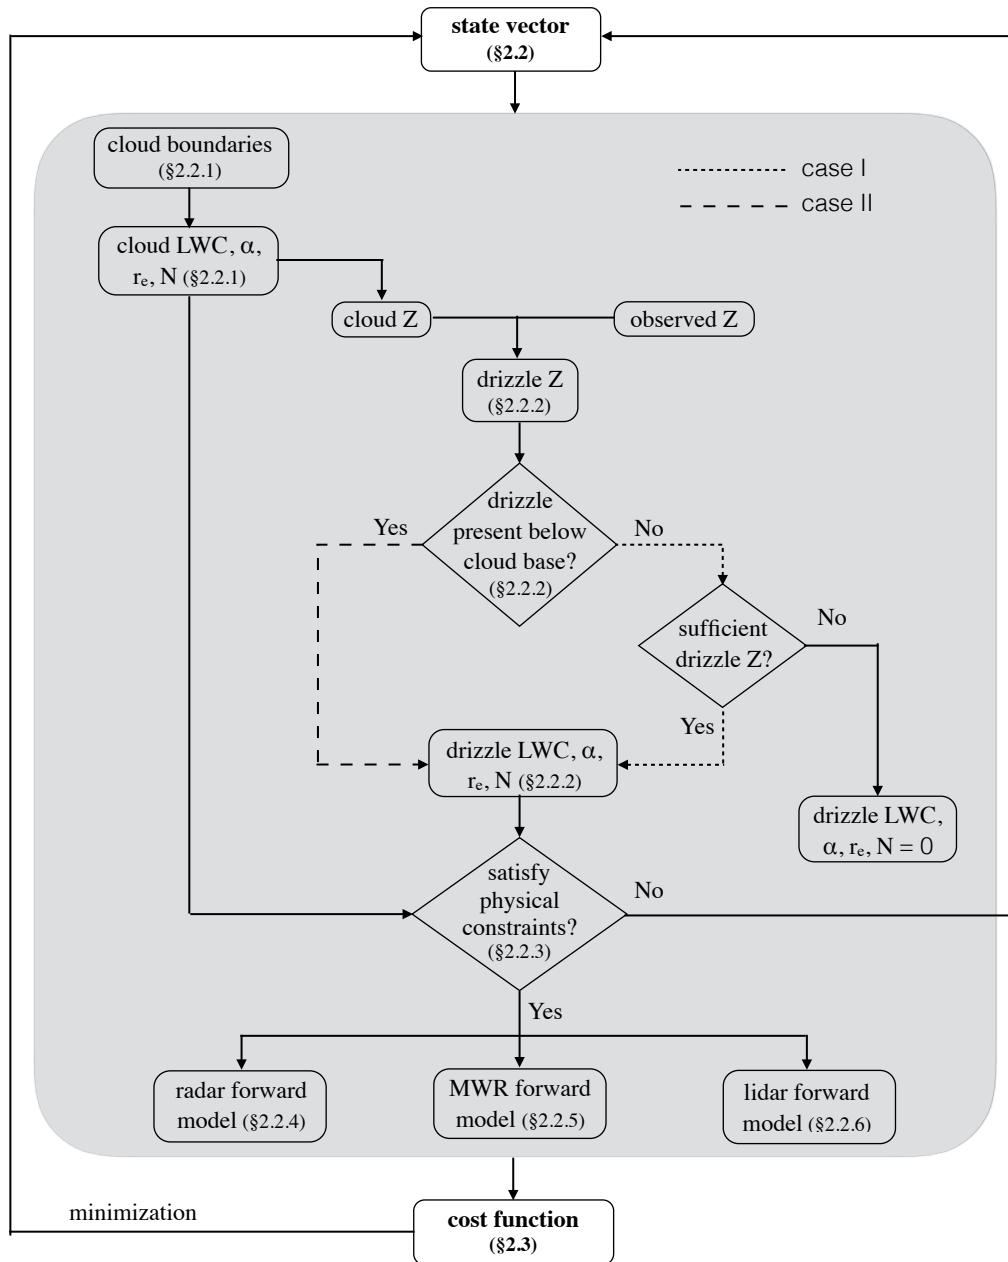 state vector
(§2.2)
cloud boundaries
(§2.2.1)
case I
case II
cloud LWC, α,
rₑ, N (§2.2.1)
cloud Z
observed Z
drizzle Z
(§2.2.2)
drizzle
present below
cloud base?
(§2.2.2)
Yes
No
sufficient
drizzle Z?
No
Yes
drizzle LWC, α,
rₑ, N (§2.2.2)
drizzle LWC,
α, rₑ, N = 0
satisfy
physical
constraints?
(§2.2.3)
No
Yes
radar forward
model (§2.2.4)
MWR forward
model (§2.2.5)
lidar forward
model (§2.2.6)
minimization
cost function
(§2.3)